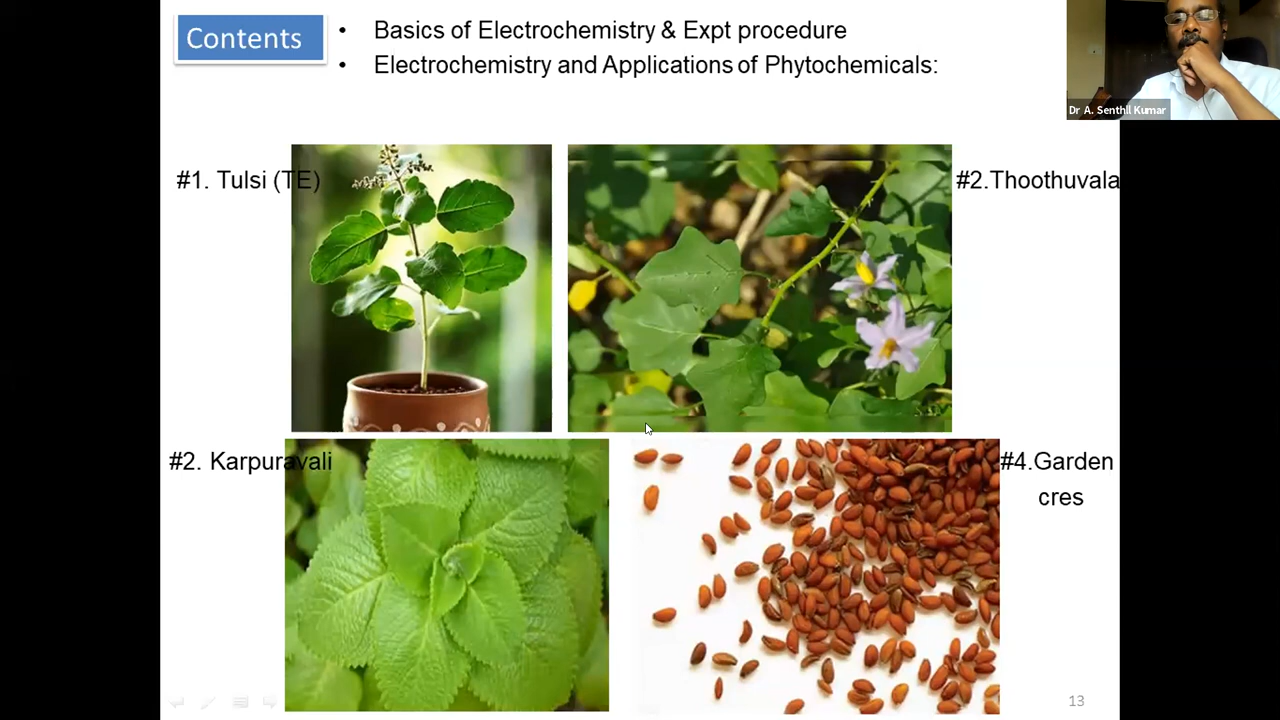 Contents
• Basics of Electrochemistry & Expt procedure
• Electrochemistry and Applications of Phytochemicals:
Dr A. Senthil Kumar
#1. Tulsi (TE)
#2.Thoothuvala
#2. Karpuravali
#4.Garden
cres
13